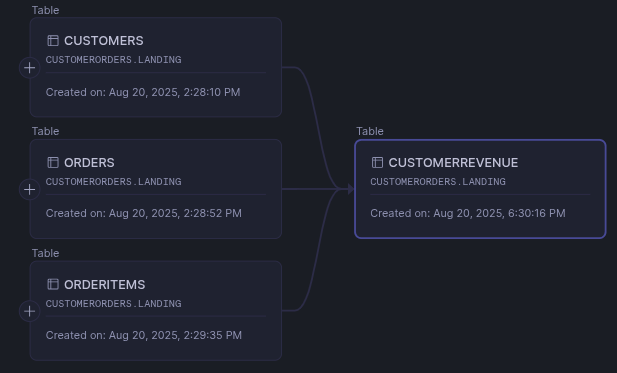 Table
CUSTOMERS
CUSTOMERORDERS.LANDING
Created on: Aug 20, 2025, 2:28:10 PM
Table
ORDERS
CUSTOMERORDERS.LANDING
Created on: Aug 20, 2025, 2:28:52 PM
Table
ORDERITEMS
CUSTOMERORDERS.LANDING
Created on: Aug 20, 2025, 2:29:35 PM
Table
CUSTOMERREVENUE
CUSTOMERORDERS.LANDING
Created on: Aug 20, 2025, 6:30:16 PM